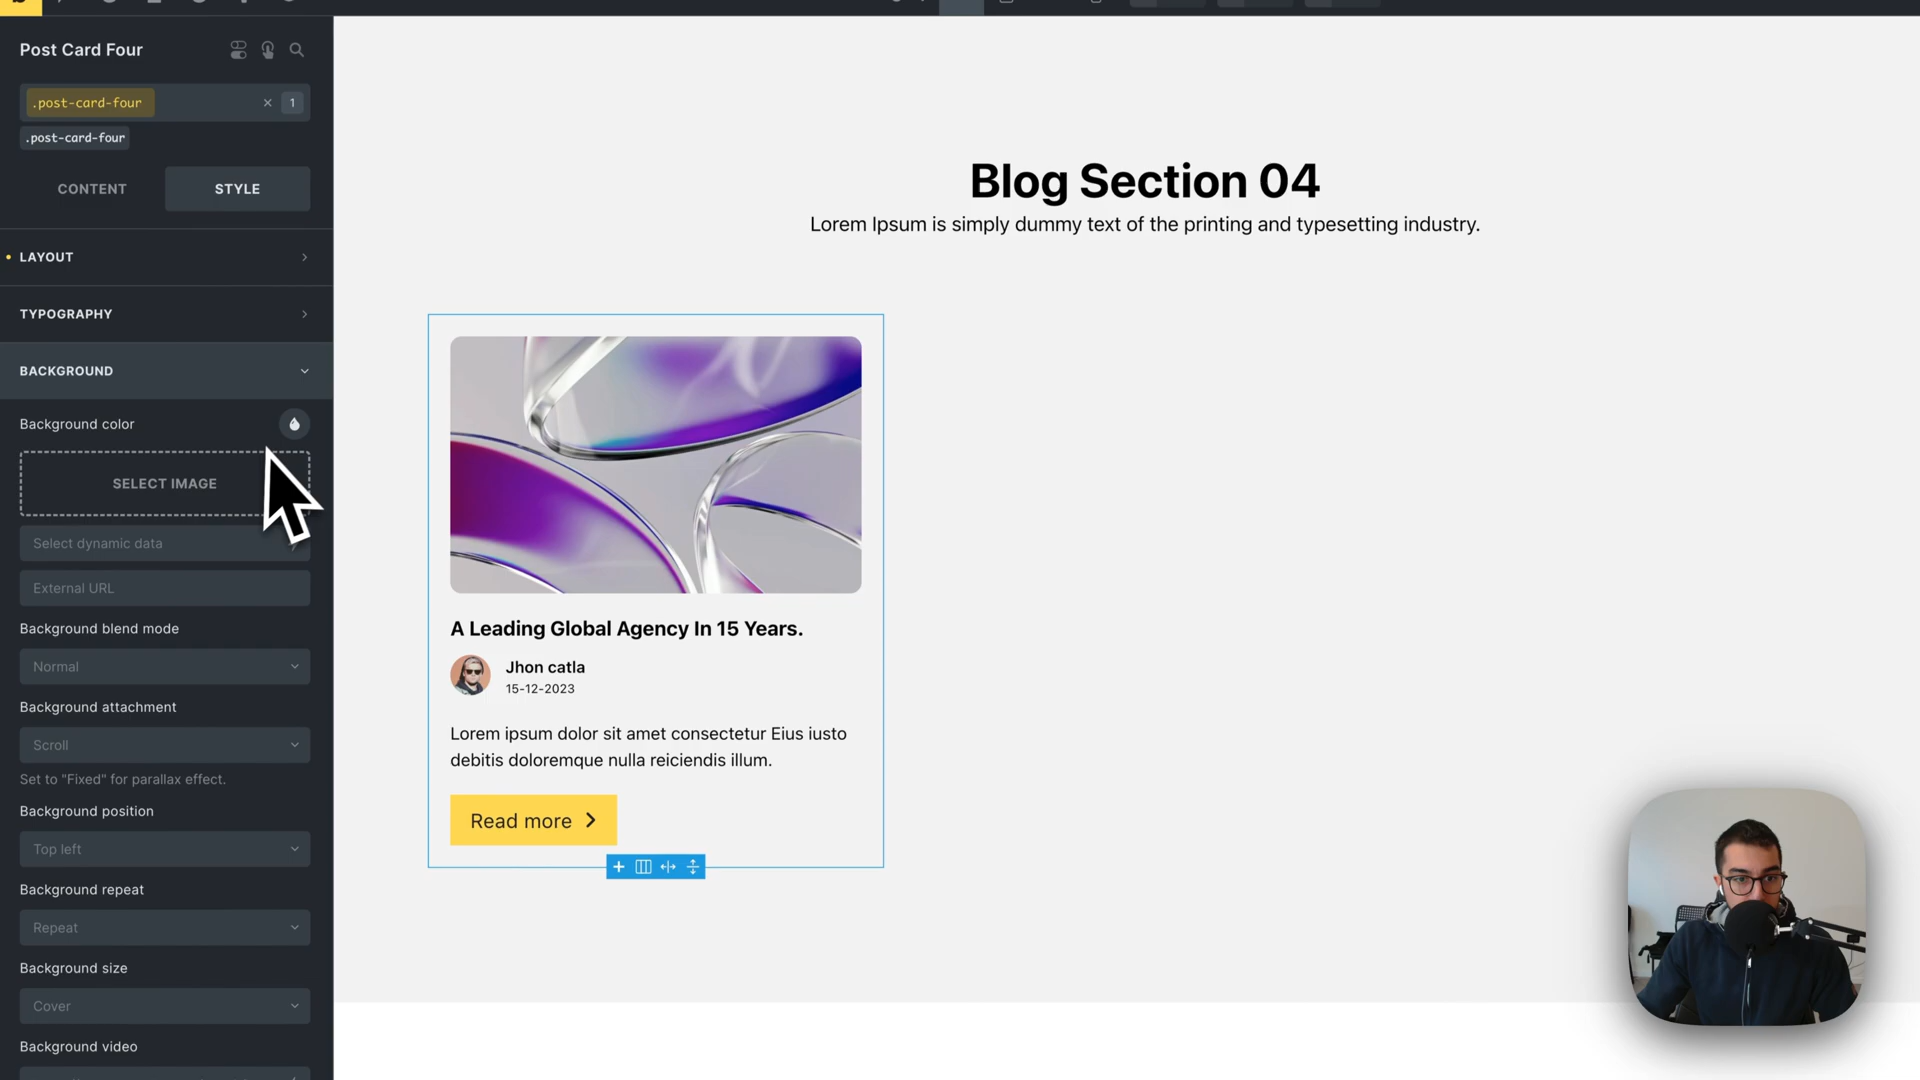 Post Card Four
.post-card-four
1
.post-card-four
CONTENT
STYLE
LAYOUT
TYPOGRAPHY
BACKGROUND
Background color
SELECT IMAGE
Select dynamic data
External URL
Background blend mode
Normal
Background attachment
Scroll
Set to "Fixed" for parallax effect.
Background position
Top left
Background repeat
Repeat
Background size
Cover
Background video
Blog Section 04
Lorem Ipsum is simply dummy text of the printing and typesetting industry.
A Leading Global Agency In 15 Years.
Jhon catla
15-12-2023
Lorem ipsum dolor sit amet consectetur Eius iusto
debitis doloremque nulla reiciendis illum.
Read more